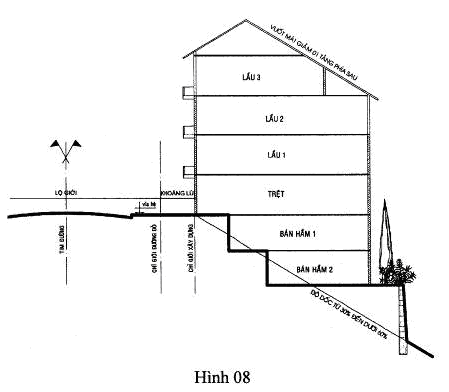 VUỐT MÁI GIẢM 01 TẦNG PHÍA SAU
LẦU 3
LẦU 2
LẦU 1
LỘ GIỚI
KHOẢNG LÙI
TRỆT
vỉa hè
BÁN HẦM 1
TIM ĐƯỜNG
CHỈ GIỚI ĐƯỜNG ĐỎ
CHỈ GIỚI XÂY DỰNG
BÁN HẦM 2
ĐỘ DỐC TỪ 30% ĐẾN DƯỚI 60%
Hình 08